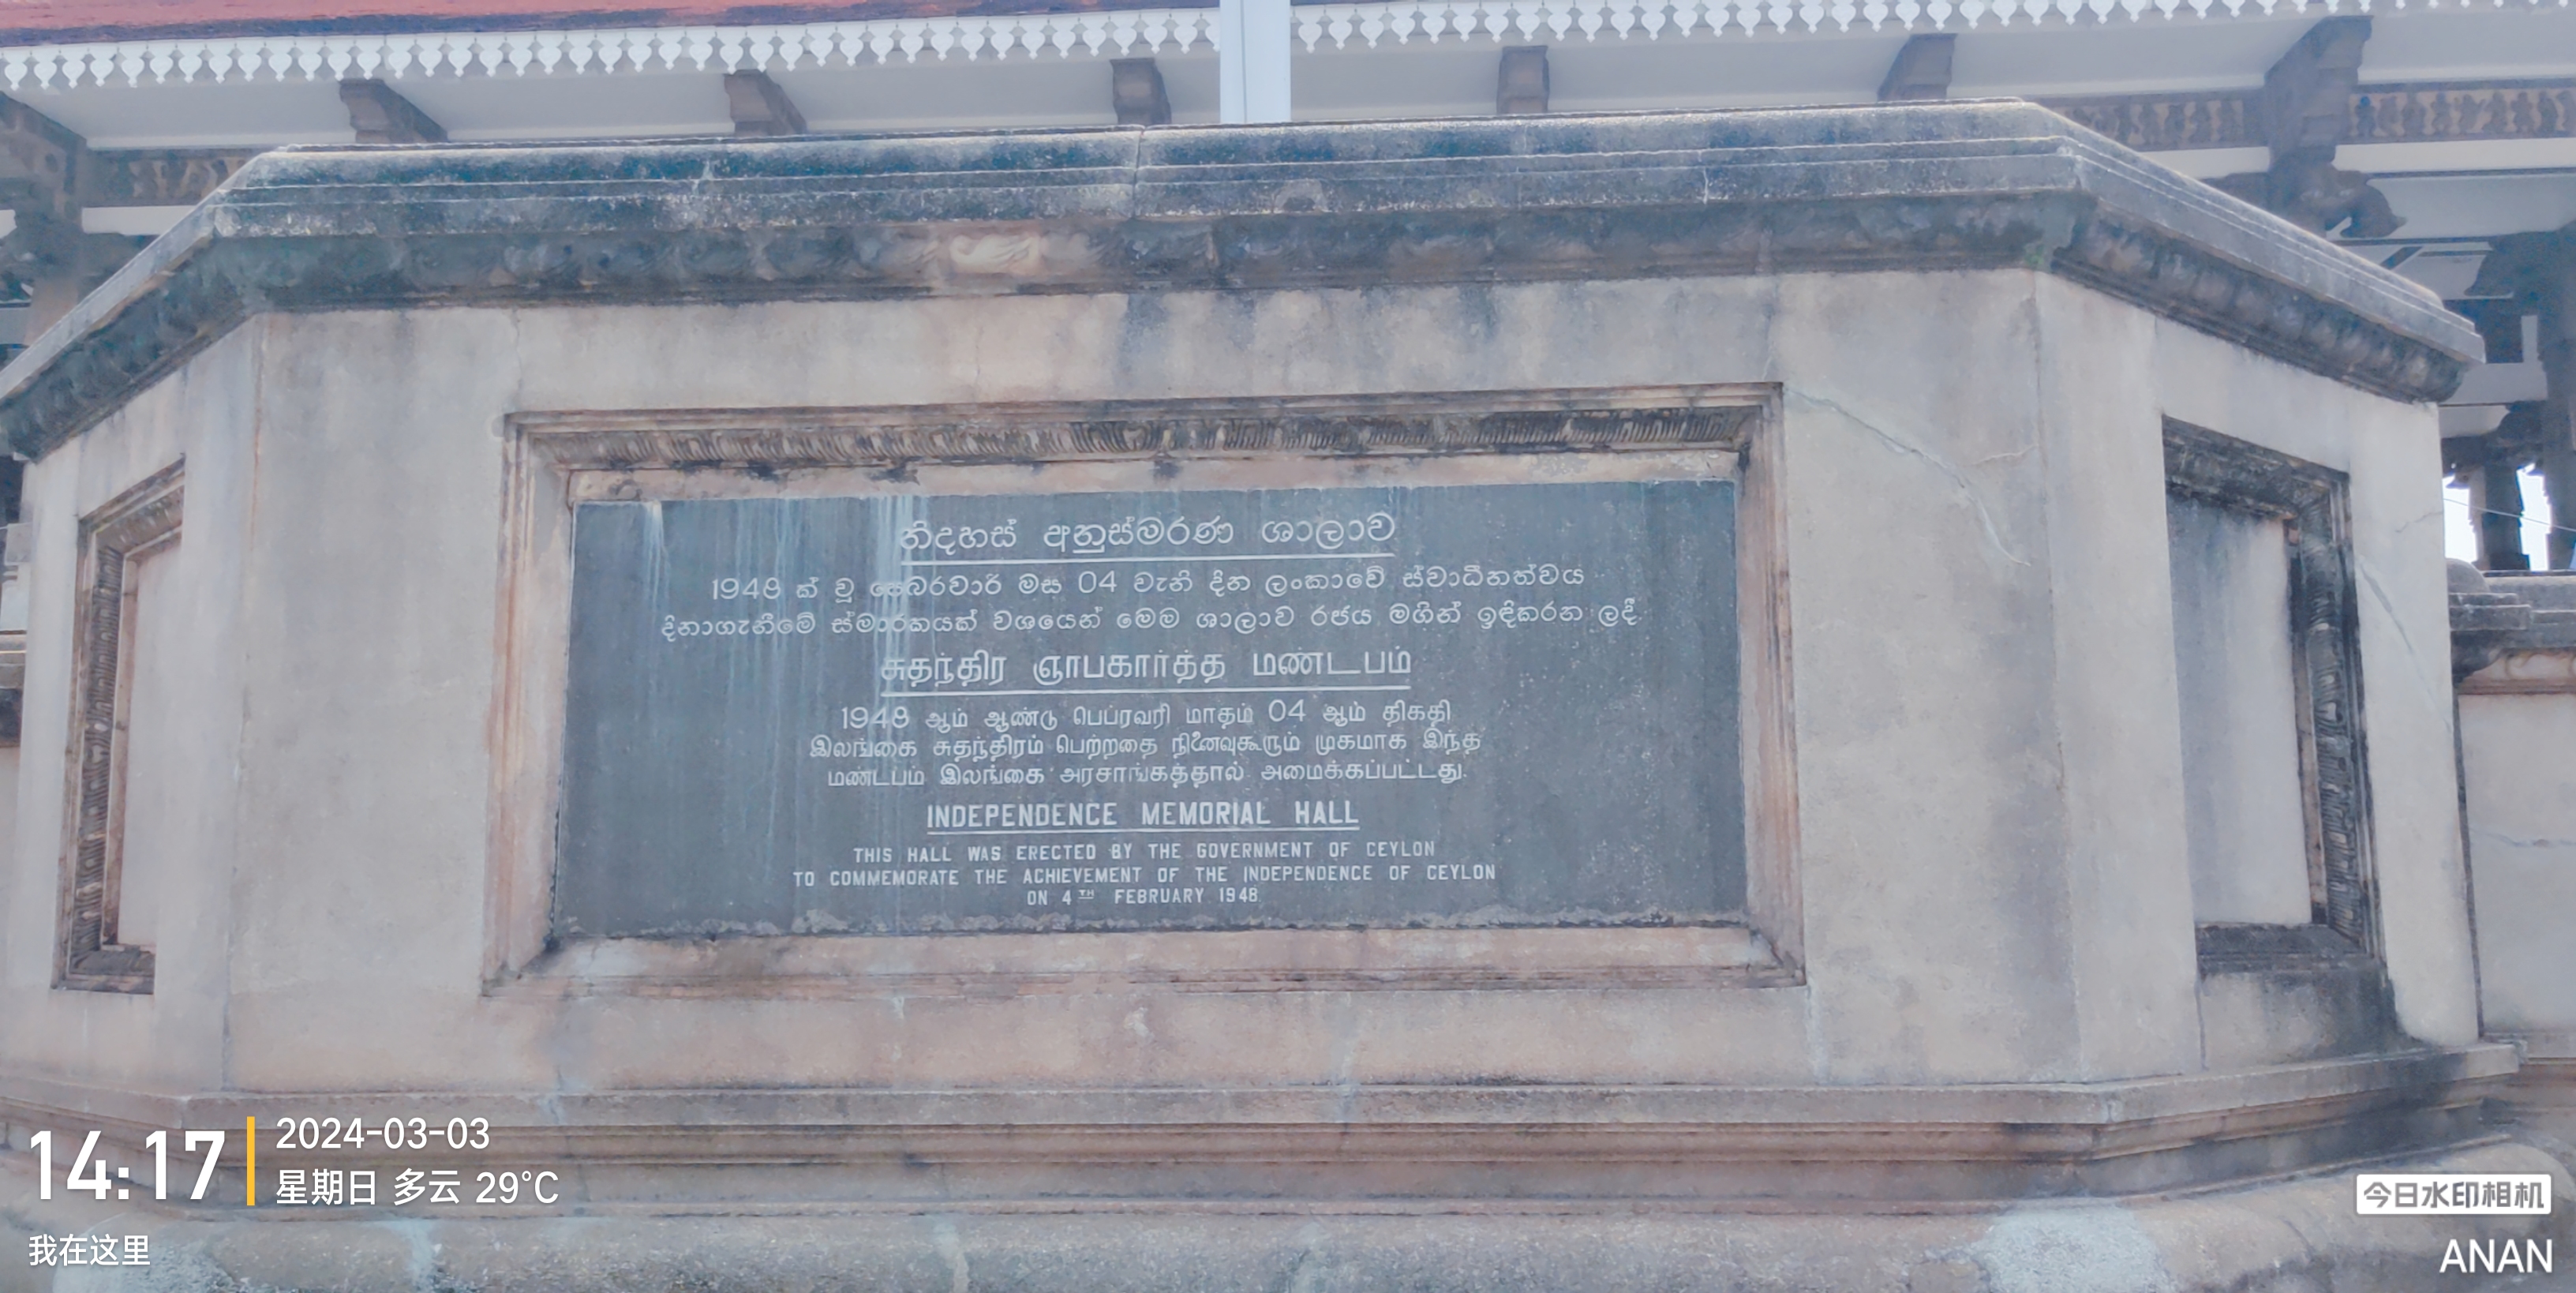 නිදහස් අනුස්මරණ ශාලාව
1948 ක් වූ පෙබරවාරි මස 04 වැනි දින ලංකාවේ ස්වාධීනත්වය
දිනාගැනීමේ ස්මාරකයක් වශයෙන් මෙම ශාලාව රජය මගින් ඉඳිකරන ලදී.
சுதந்திர ஞாபகார்த்த மண்டபம்
1948 ஆம் ஆண்டு பெப்ரவரி மாதம் 04 ஆம் திகதி
இலங்கை சுதந்திரம் பெற்றதை நினைவுகூரும் முகமாக இந்த
மண்டபம் இலங்கை அரசாங்கத்தால் அமைக்கப்பட்டது.
INDEPENDENCE MEMORIAL HALL
THIS HALL WAS ERECTED BY THE GOVERNMENT OF CEYLON
TO COMMEMORATE THE ACHIEVEMENT OF THE INDEPENDENCE OF CEYLON
ON 4TH FEBRUARY 1948
14:17
2024-03-03
星期日 多云 29°C
我在这里
今日水印相机
ANAN